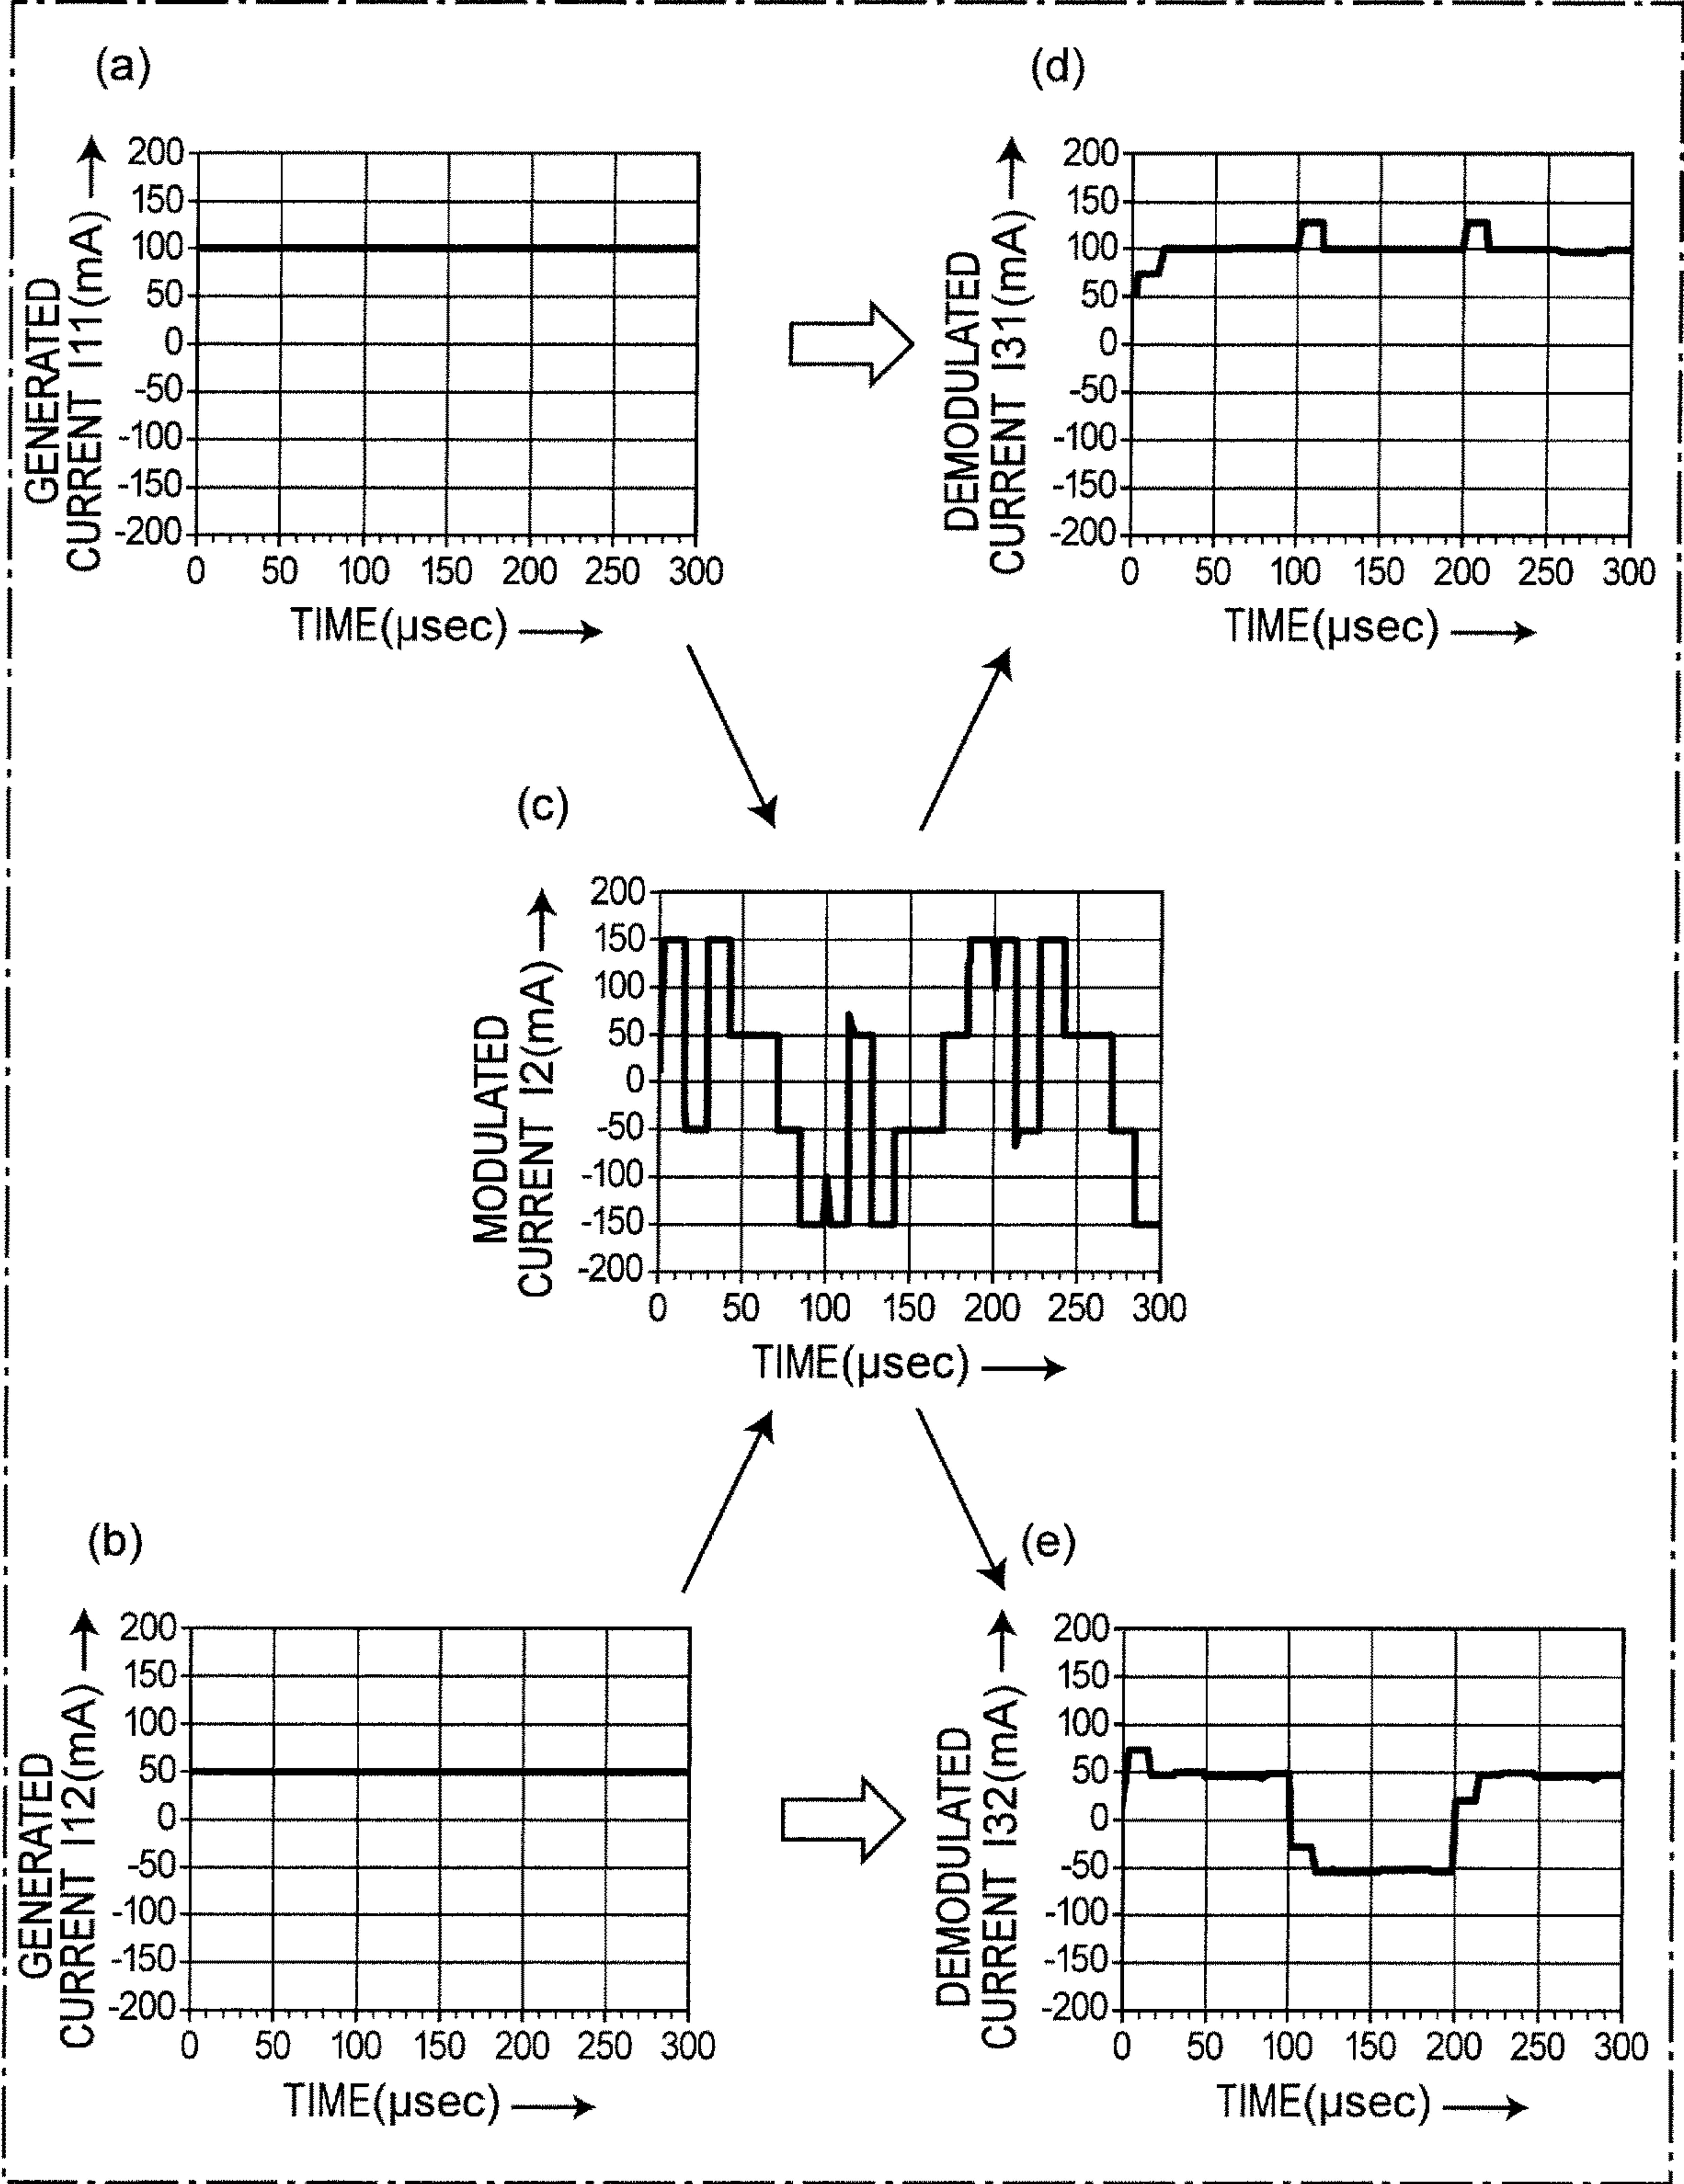 (a)
GENERATED
CURRENT I11(mA)
200
150
100
50
0
-50
-100
-150
-200
0 50 100 150 200 250 300
TIME(µsec)
(d)
DEMODULATED
CURRENT I31(mA)
200
150
100
50
0
-50
-100
-150
-200
0 50 100 150 200 250 300
TIME(µsec)
(c)
MODULATED
CURRENT I2(mA)
200
150
100
50
0
-50
-100
-150
-200
0 50 100 150 200 250 300
TIME(µsec)
(b)
GENERATED
CURRENT I12(mA)
200
150
100
50
0
-50
-100
-150
-200
0 50 100 150 200 250 300
TIME(µsec)
(e)
DEMODULATED
CURRENT I32(mA)
200
150
100
50
0
-50
-100
-150
-200
0 50 100 150 200 250 300
TIME(µsec)